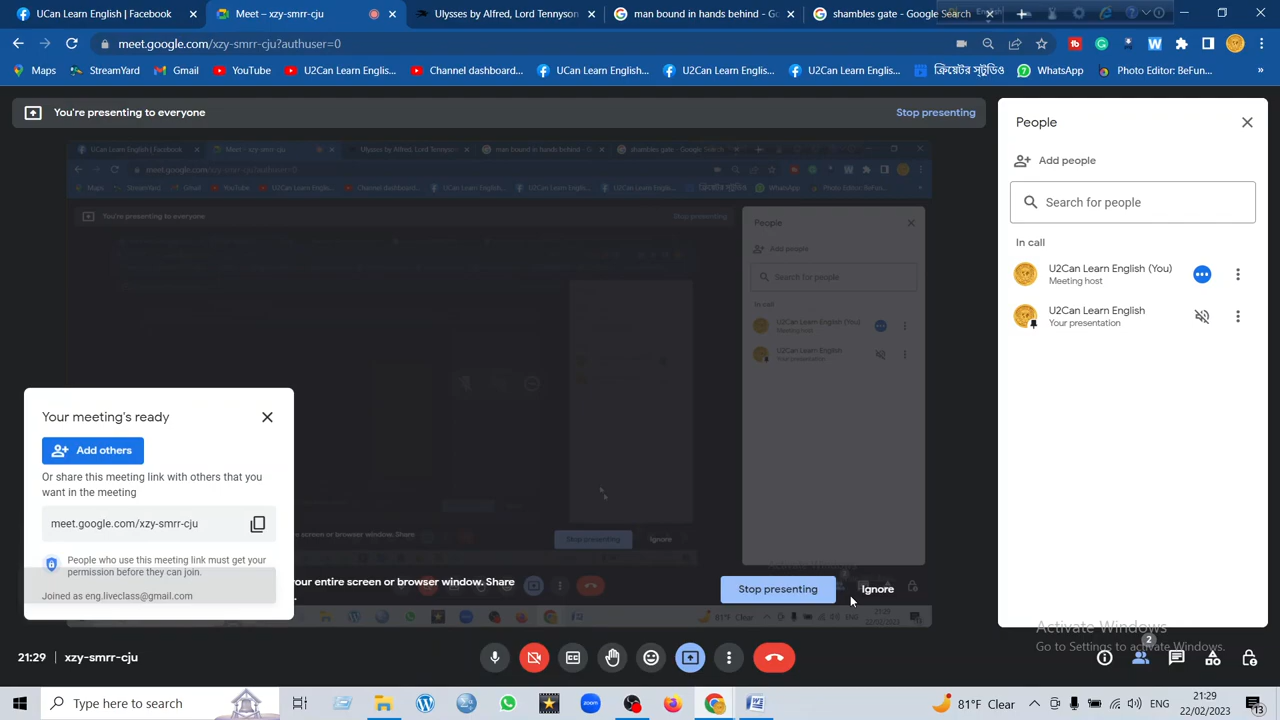 UCan Learn English | Facebook
Meet – xzy-smrr-cju
Ulysses by Alfred, Lord Tennyson
man bound in hands behind - Go
shambles gate - Google Search
meet.google.com/xzy-smrr-cju?authuser=0
Maps
StreamYard
Gmail
YouTube
U2Can Learn Englis...
Channel dashboard...
UCan Learn English...
U2Can Learn Englis...
U2Can Learn Englis...
ক্রিয়েটর স্টুডিও
WhatsApp
Photo Editor: BeFun...
»
You're presenting to everyone
Stop presenting
People
Add people
Search for people
In call
U2Can Learn English (You)
Meeting host
U2Can Learn English
Your presentation
Your meeting's ready
Add others
Or share this meeting link with others that you
want in the meeting
meet.google.com/xzy-smrr-cju
People who use this meeting link must get your
permission before they can join.
Joined as eng.liveclass@gmail.com
your entire screen or browser window. Share
Stop presenting
Ignore
Activate Windows
Go to Settings to activate Windows.
21:29
xzy-smrr-cju
2
Type here to search
81°F Clear
ENG
21:29
22/02/2023
13